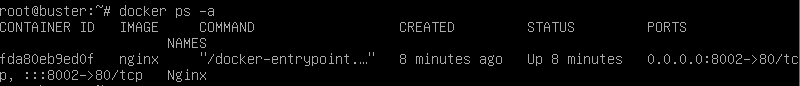 root@buster:~# docker ps -a
CONTAINER ID   IMAGE     COMMAND                  CREATED         STATUS         PORTS
                     NAMES
fda80eb9ed0f   nginx     "/docker-entrypoint.…"   8 minutes ago   Up 8 minutes   0.0.0.0:8002->80/tc
p, :::8002->80/tcp   Nginx